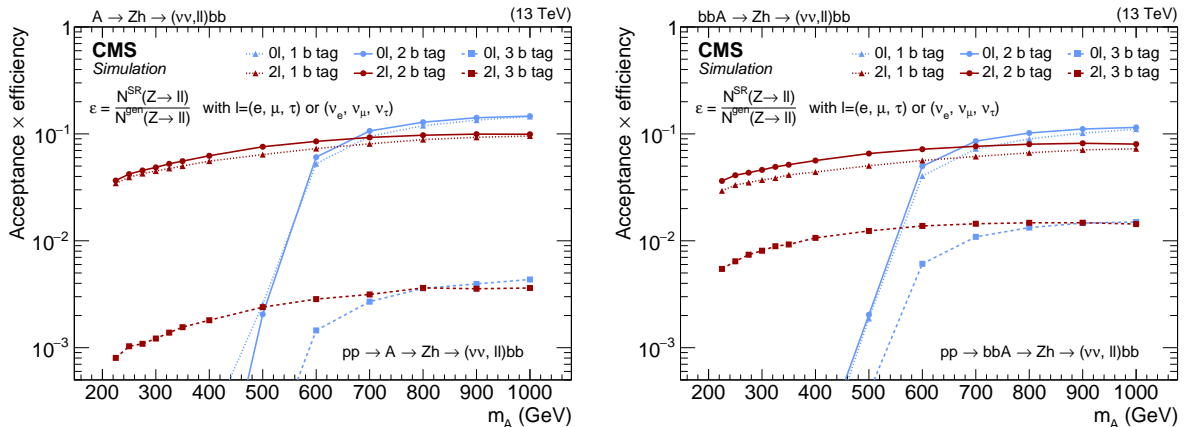 A → Zh → (νν,ll)bb (13 TeV)
CMS
Simulation
0l, 1 b tag 0l, 2 b tag 0l, 3 b tag
2l, 1 b tag 2l, 2 b tag 2l, 3 b tag
ε = N^SR(Z→ ll) / N^gen(Z→ ll) with l=(e, μ, τ) or (ν_e, ν_μ, ν_τ)
Acceptance × efficiency
1
10^−1
10^−2
10^−3
pp → A → Zh → (νν, ll)bb
200 300 400 500 600 700 800 900 1000
m_A (GeV)
bbA → Zh → (νν,ll)bb (13 TeV)
CMS
Simulation
0l, 1 b tag 0l, 2 b tag 0l, 3 b tag
2l, 1 b tag 2l, 2 b tag 2l, 3 b tag
ε = N^SR(Z→ ll) / N^gen(Z→ ll) with l=(e, μ, τ) or (ν_e, ν_μ, ν_τ)
Acceptance × efficiency
1
10^−1
10^−2
10^−3
pp → bbA → Zh → (νν, ll)bb
200 300 400 500 600 700 800 900 1000
m_A (GeV)